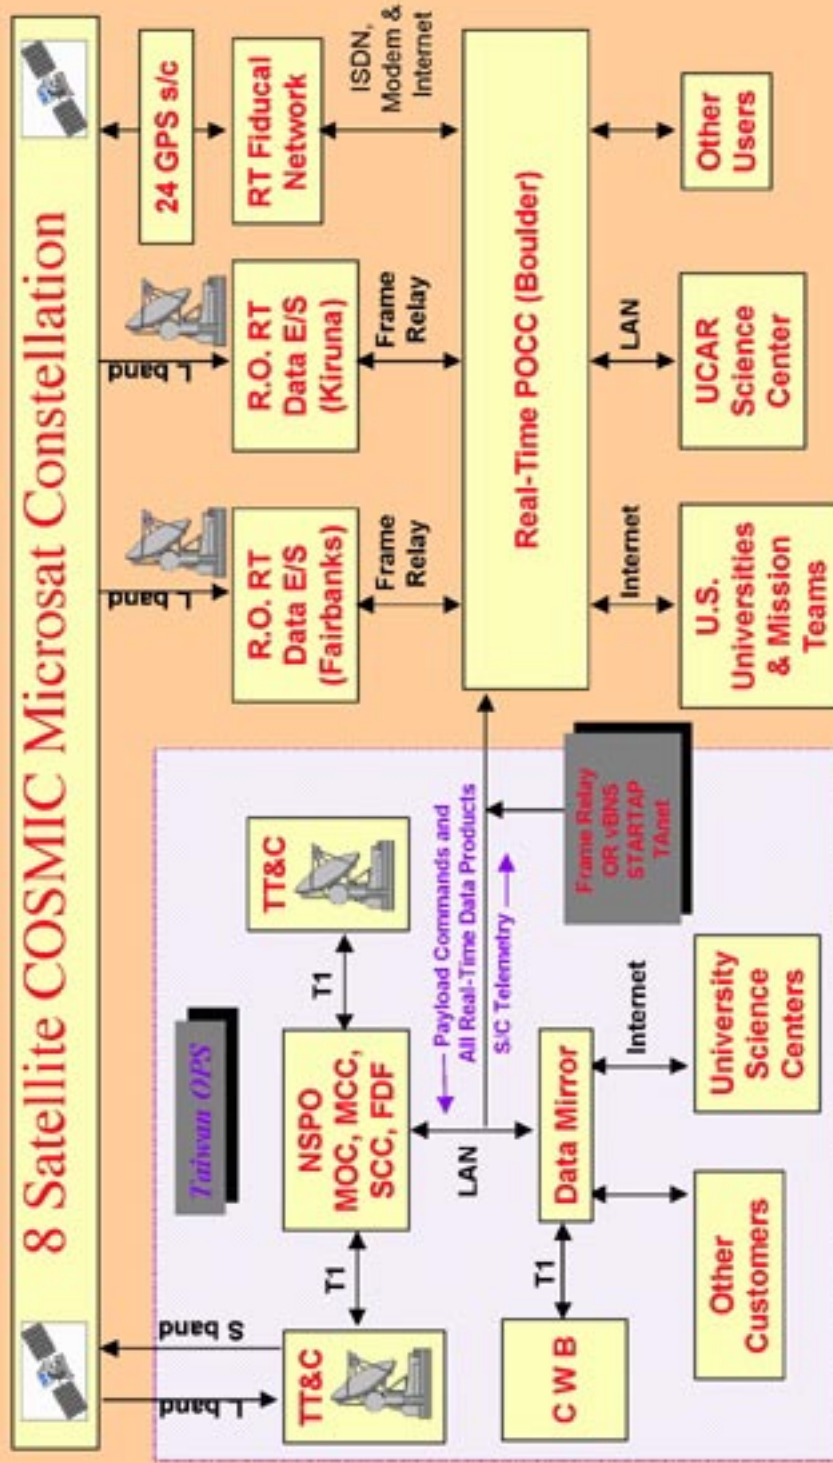 8 Satellite COSMIC Microsat Constellation
L band
S band
L band
L band
24 GPS s/c
Taiwan OPS
TT&C
T1
NSPO
MOC, MCC,
SCC, FDF
T1
TT&C
R.O. RT
Data E/S
(Fairbanks)
R.O. RT
Data E/S
(Kiruna)
RT Fiducal
Network
Frame
Relay
Frame
Relay
ISDN,
Modem &
Internet
LAN
Payload Commands and
All Real-Time Data Products
S/C Telemetry
Real-Time POCC (Boulder)
C W B
T1
Data Mirror
Frame Relay
OR vBNS
STARTAP
TAnet
Internet
Internet
LAN
Other
Customers
University
Science
Centers
U.S.
Universities
& Mission
Teams
UCAR
Science
Center
Other
Users